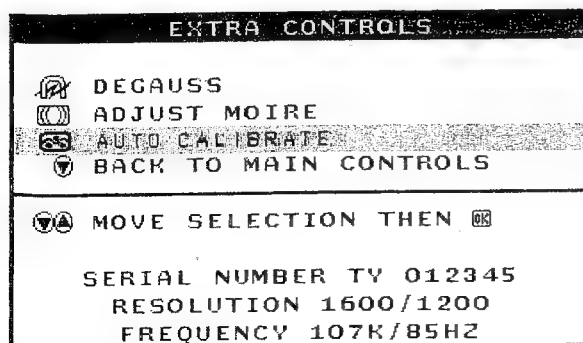 EXTRA CONTROLS
DEGAUSS
ADJUST MOIRE
AUTO CALIBRATE
BACK TO MAIN CONTROLS
MOVE SELECTION THEN OK
SERIAL NUMBER TY 012345
RESOLUTION 1600/1200
FREQUENCY 107K/85HZ